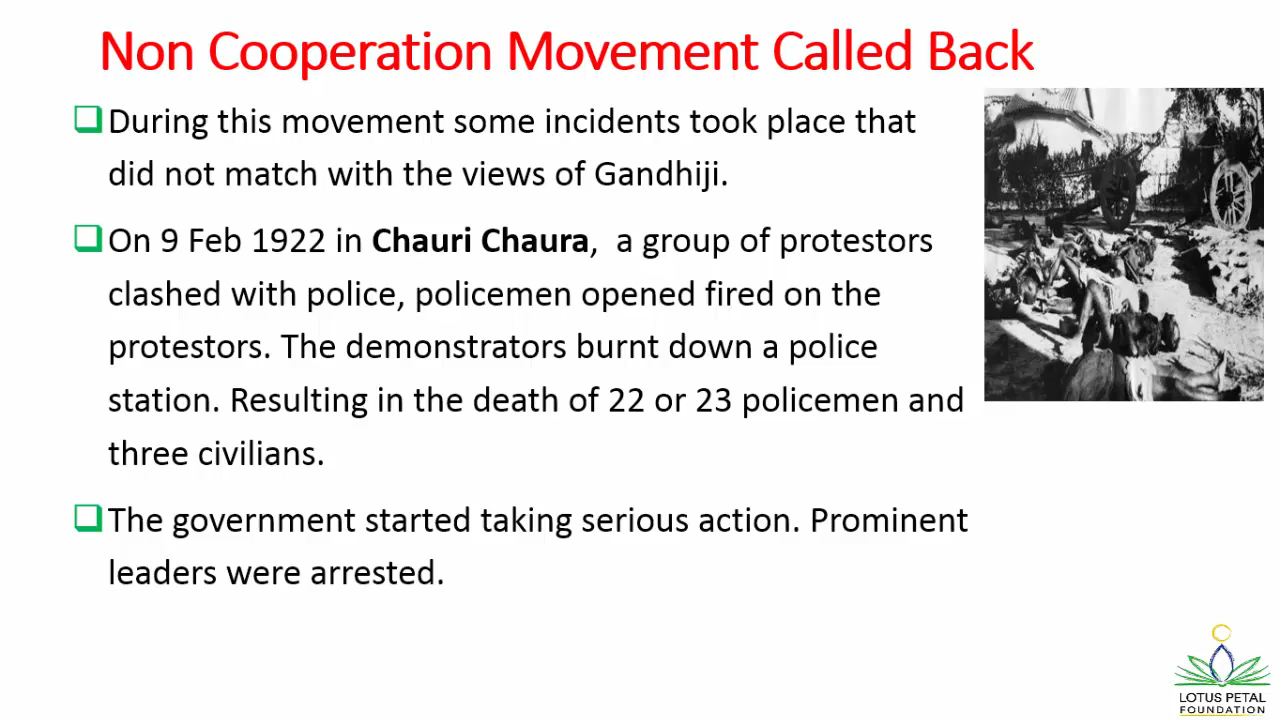 Non Cooperation Movement Called Back
During this movement some incidents took place that
did not match with the views of Gandhiji.
On 9 Feb 1922 in Chauri Chaura, a group of protestors
clashed with police, policemen opened fired on the
protestors. The demonstrators burnt down a police
station. Resulting in the death of 22 or 23 policemen and
three civilians.
The government started taking serious action. Prominent
leaders were arrested.
LOTUS PETAL
FOUNDATION